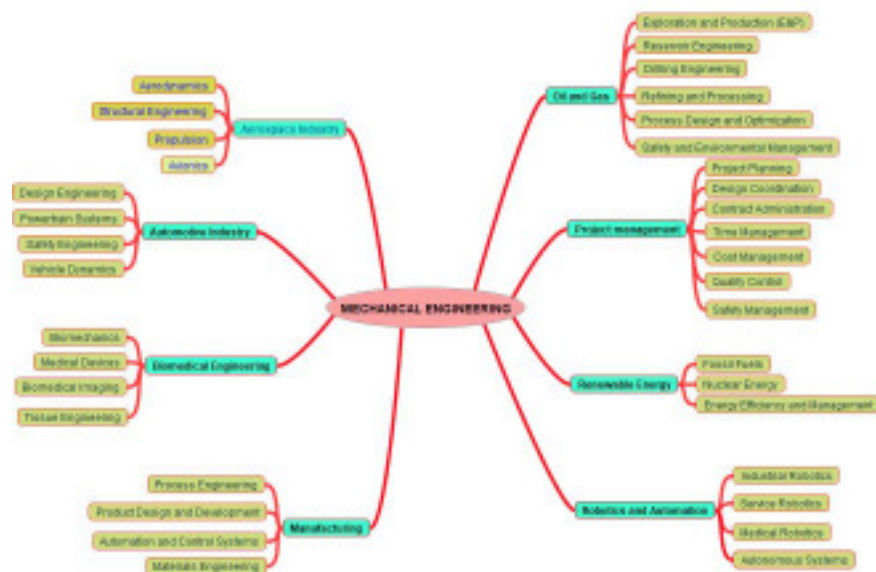 MECHANICAL ENGINEERING
Aerospace Industry
Aerodynamics
Structural Engineering
Propulsion
Avionics
Automotive Industry
Design Engineering
Powertrain Systems
Safety Engineering
Vehicle Dynamics
Biomedical Engineering
Biomechanics
Medical Devices
Biomedical Imaging
Tissue Engineering
Manufacturing
Process Engineering
Product Design and Development
Automation and Control Systems
Materials Engineering
Oil and Gas
Exploration and Production (E&P)
Reservoir Engineering
Drilling Engineering
Refining and Processing
Process Design and Optimization
Safety and Environmental Management
Project management
Project Planning
Design Coordination
Contract Administration
Time Management
Cost Management
Quality Control
Safety Management
Renewable Energy
Fossil Fuels
Nuclear Energy
Energy Efficiency and Management
Robotics and Automation
Industrial Robotics
Service Robotics
Medical Robotics
Autonomous Systems